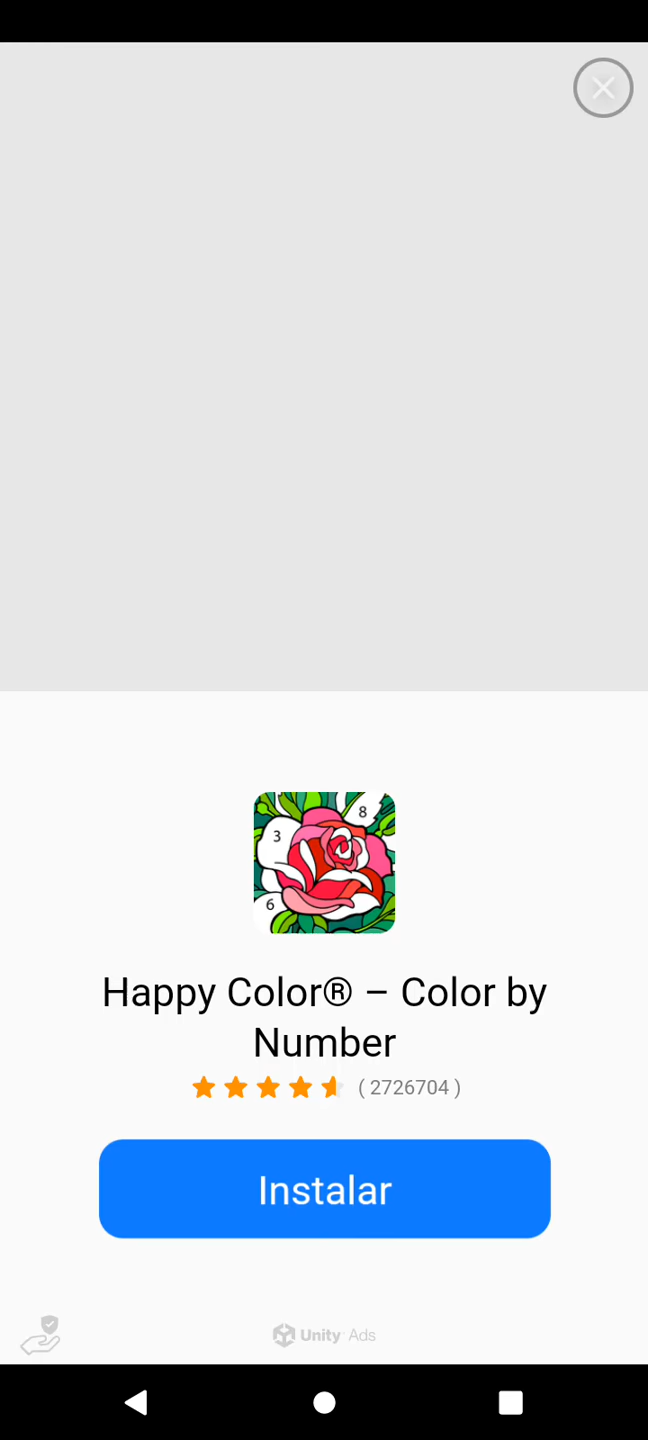 8
3
6
Happy Color® – Color by
Number
( 2726704 )
Instalar
Unity Ads